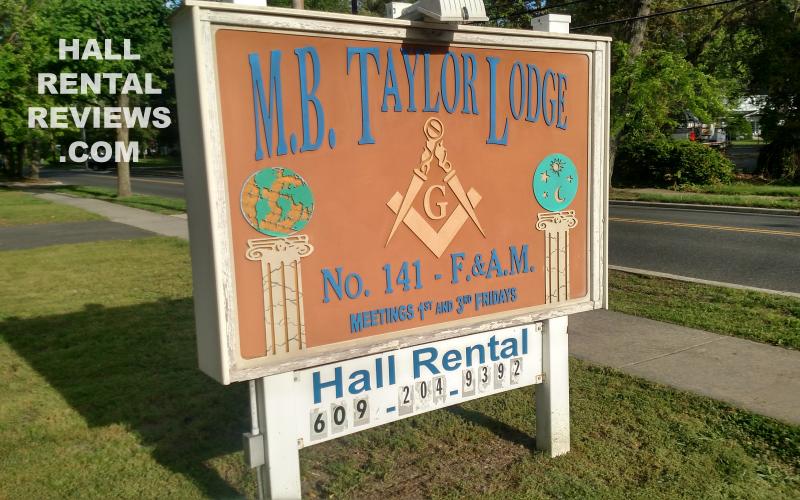 HALL
RENTAL
REVIEWS
.COM
M.B. TAYLOR LODGE
G
No. 141 - F.&A.M.
MEETINGS 1ST AND 3RD FRIDAYS
Hall Rental
609-204-9392